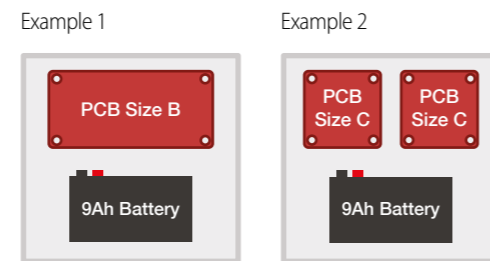 Example 1
Example 2
PCB Size B
PCB
Size C
PCB
Size C
9Ah Battery
9Ah Battery